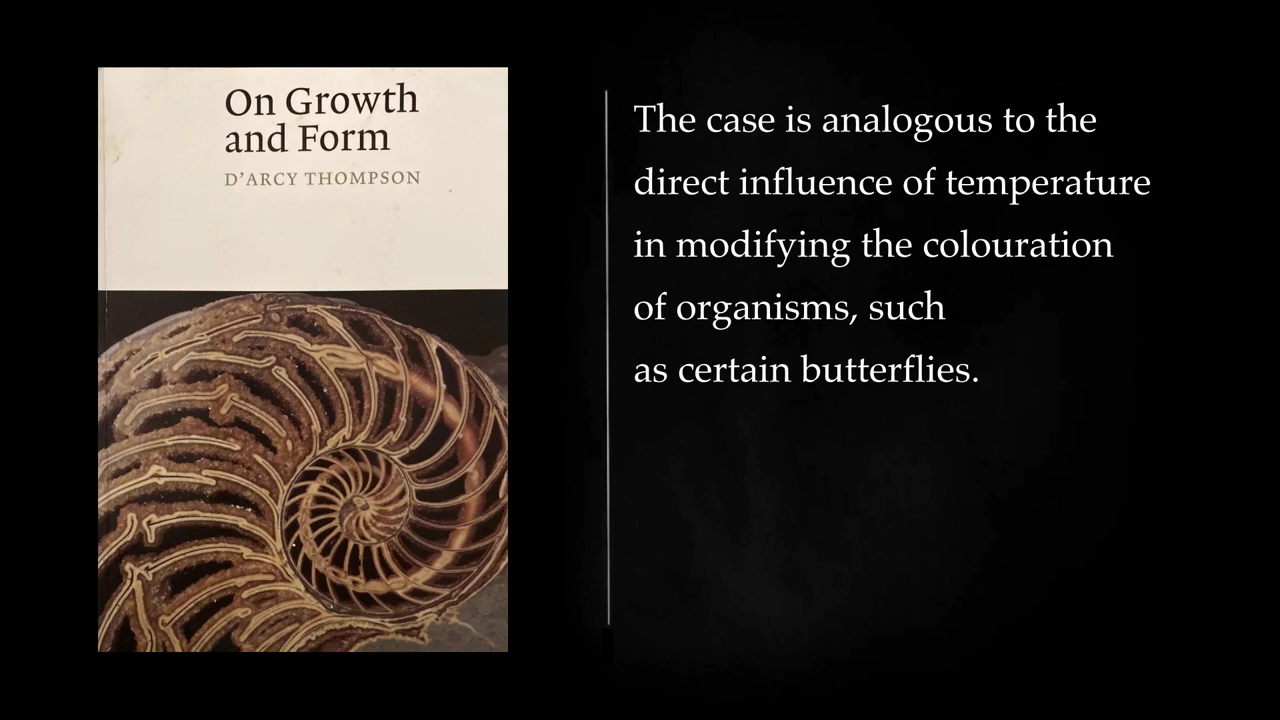 On Growth
and Form
D'ARCY THOMPSON
The case is analogous to the
direct influence of temperature
in modifying the colouration
of organisms, such
as certain butterflies.